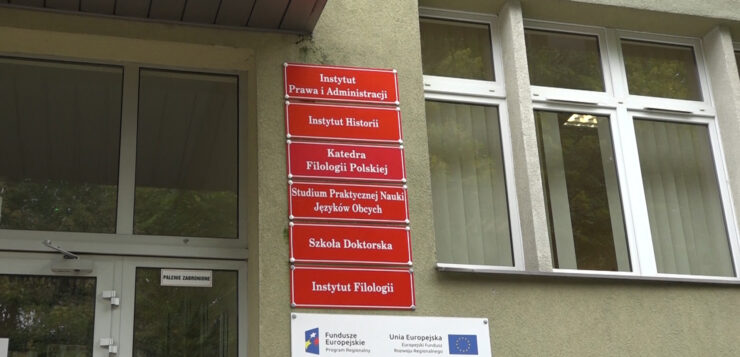 Instytut
Prawa i Administracji
Instytut Historii
Katedra
Filologii Polskiej
Studium Praktycznej Nauki
Języków Obcych
Szkoła Doktorska
Instytut Filologii
PALENIE ZABRONIONE
Fundusze
Europejskie
Program Regionalny
Unia Europejska
Europejski Fundusz
Rozwoju Regionalnego